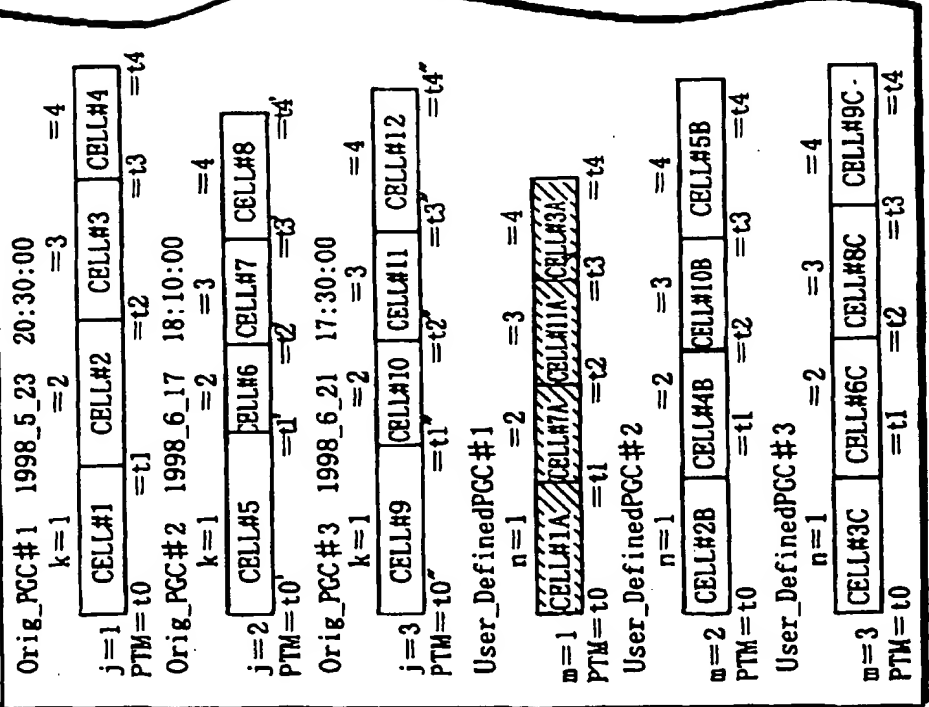 Orig_PGC#1 1998_5_23 20:30:00
k=1 =2 =3 =4
j=1 CELL#1 CELL#2 CELL#3 CELL#4
PTM=t0 =t1 =t2 =t3 =t4
Orig_PGC#2 1998_6_17 18:10:00
k=1 =2 =3 =4
j=2 CELL#5 CELL#6 CELL#7 CELL#8
PTM=t0' =t1' =t2' =t3' =t4'
Orig_PGC#3 1998_6_21 17:30:00
k=1 =2 =3 =4
j=3 CELL#9 CELL#10 CELL#11 CELL#12
PTM=t0" =t1" =t2" =t3" =t4"
User_DefinedPGC#1
n=1 =2 =3 =4
m=1 CELL#1A CELL#7A CELL#11A CELL#3A
PTM=t0 =t1 =t2 =t3 =t4
User_DefinedPGC#2
n=1 =2 =3 =4
m=2 CELL#2B CELL#4B CELL#10B CELL#5B
PTM=t0 =t1 =t2 =t3 =t4
User_DefinedPGC#3
n=1 =2 =3 =4
m=3 CELL#3C CELL#6C CELL#8C CELL#9C
PTM=t0 =t1 =t2 =t3 =t4